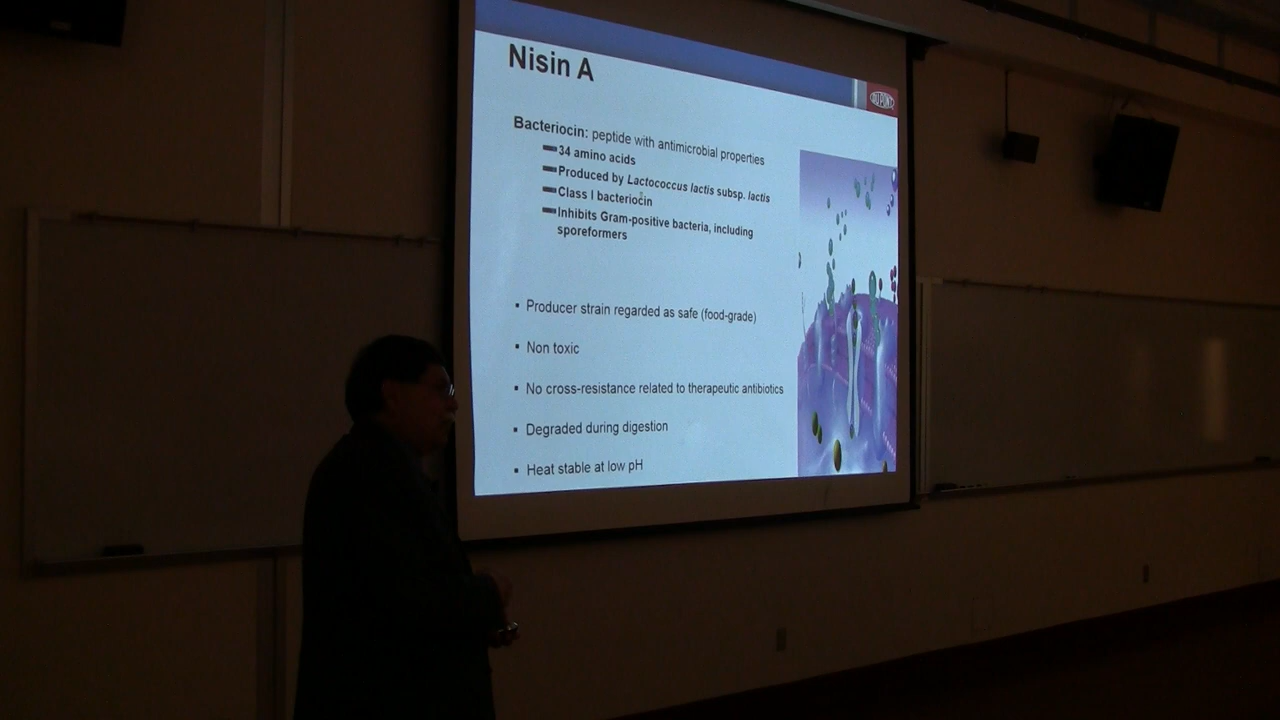 Nisin A
DU PONT
Bacteriocin: peptide with antimicrobial properties
34 amino acids
Produced by Lactococcus lactis subsp. lactis
Class I bacteriocin
Inhibits Gram-positive bacteria, including
sporeformers
▪ Producer strain regarded as safe (food-grade)
▪ Non toxic
▪ No cross-resistance related to therapeutic antibiotics
▪ Degraded during digestion
▪ Heat stable at low pH